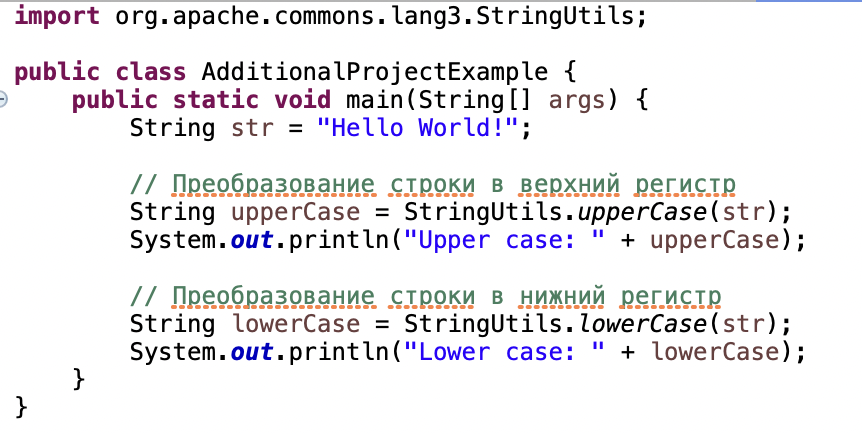 import org.apache.commons.lang3.StringUtils;
public class AdditionalProjectExample {
public static void main(String[] args) {
String str = "Hello World!";
// Преобразование строки в верхний регистр
String upperCase = StringUtils.upperCase(str);
System.out.println("Upper case: " + upperCase);
// Преобразование строки в нижний регистр
String lowerCase = StringUtils.lowerCase(str);
System.out.println("Lower case: " + lowerCase);
}
}